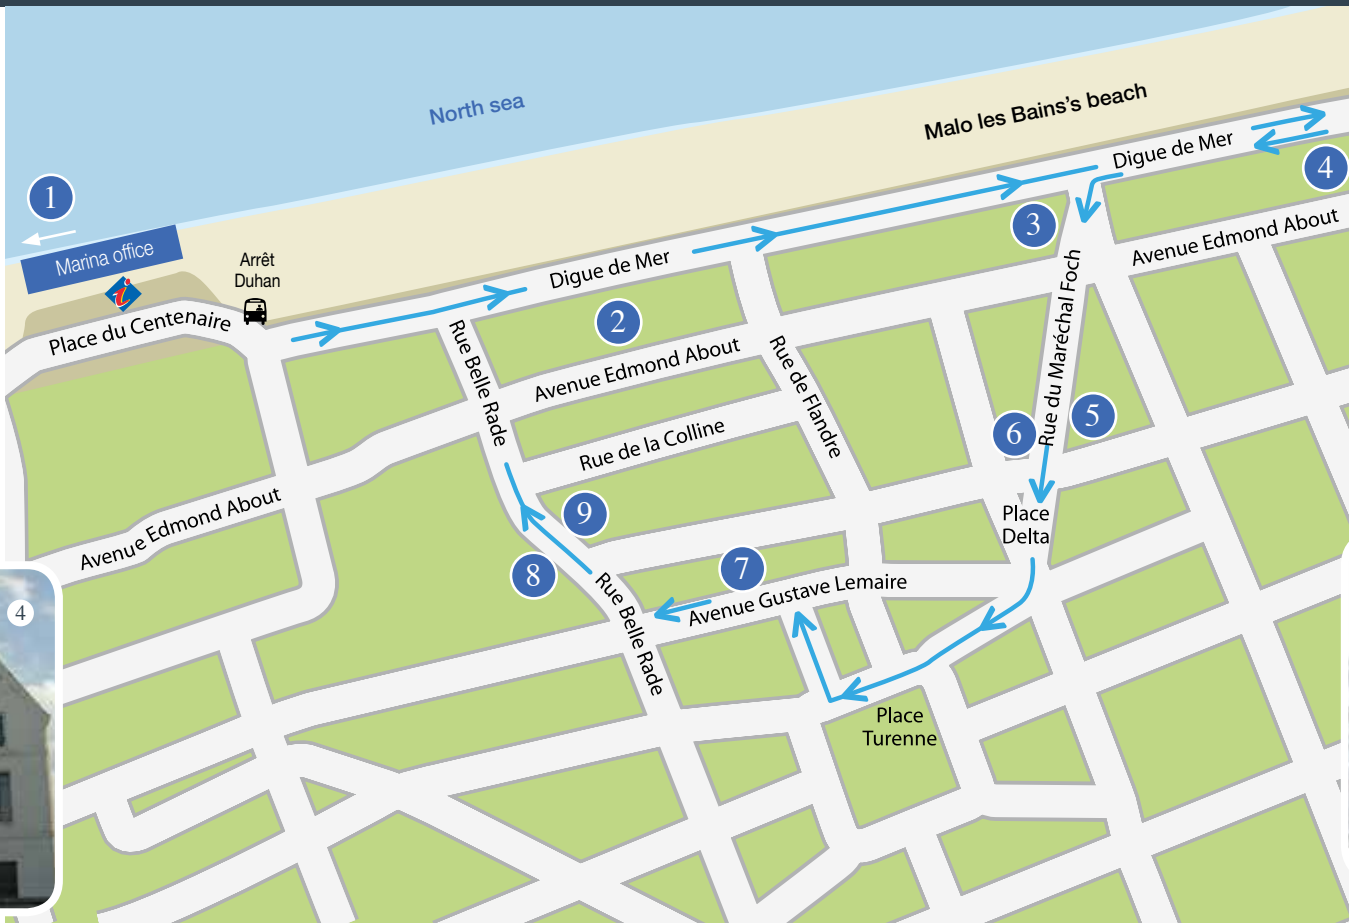 North sea
Malo les Bains's beach
Digue de Mer
4
1
3
Marina office
i
Arrêt
Duhan
Digue de Mer
Avenue Edmond About
Place du Centenaire
2
Rue Belle Rade
Avenue Edmond About
Rue de Flandre
Rue du Maréchal Foch
5
6
Rue de la Colline
Avenue Edmond About
9
Place
Delta
8
7
Avenue Gustave Lemaire
Rue Belle Rade
4
Place
Turenne